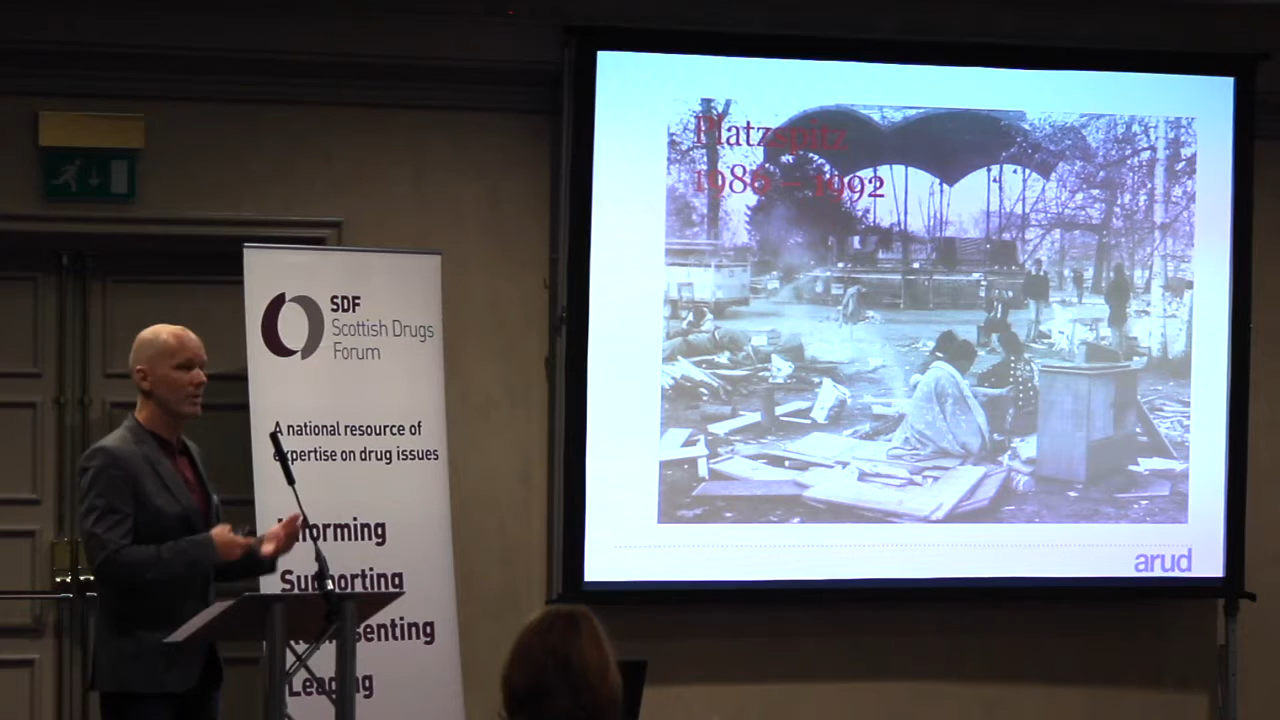 SDF
Scottish Drugs
Forum
A national resource of
expertise on drug issues
Informing
Supporting
Representing
Leading
Platzspitz
1986 – 1992
arud